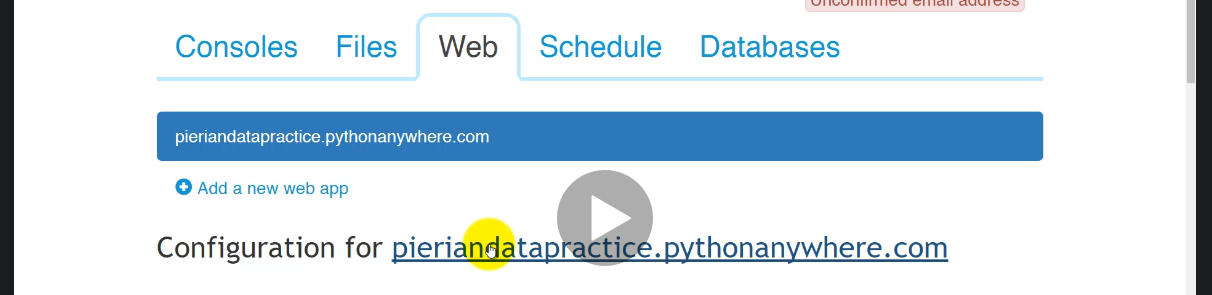 Unconfirmed email address
Consoles Files Web Schedule Databases
pieriandatapractice.pythonanywhere.com
Add a new web app
Configuration for pieriandatapractice.pythonanywhere.com